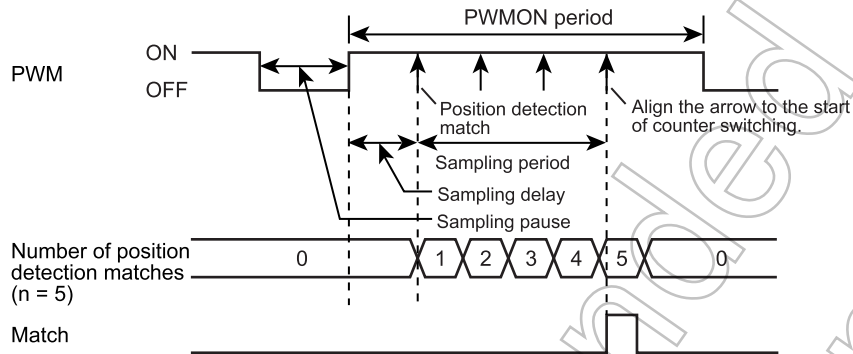 PWMON period
PWM
ON
OFF
Position detection
match
Align the arrow to the start
of counter switching.
Sampling period
Sampling delay
Sampling pause
Number of position
detection matches
(n = 5)
0 1 2 3 4 5 0
Match